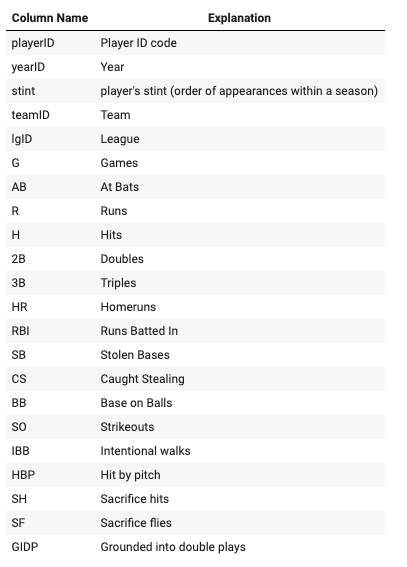 Column Name Explanation
playerID Player ID code
yearID Year
stint player's stint (order of appearances within a season)
teamID Team
lgID League
G Games
AB At Bats
R Runs
H Hits
2B Doubles
3B Triples
HR Homeruns
RBI Runs Batted In
SB Stolen Bases
CS Caught Stealing
BB Base on Balls
SO Strikeouts
IBB Intentional walks
HBP Hit by pitch
SH Sacrifice hits
SF Sacrifice flies
GIDP Grounded into double plays